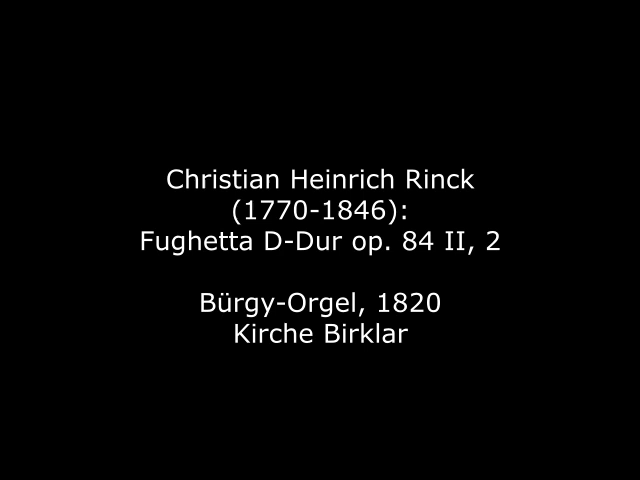 Christian Heinrich Rinck
(1770-1846):
Fughetta D-Dur op. 84 II, 2
Bürgy-Orgel, 1820
Kirche Birklar